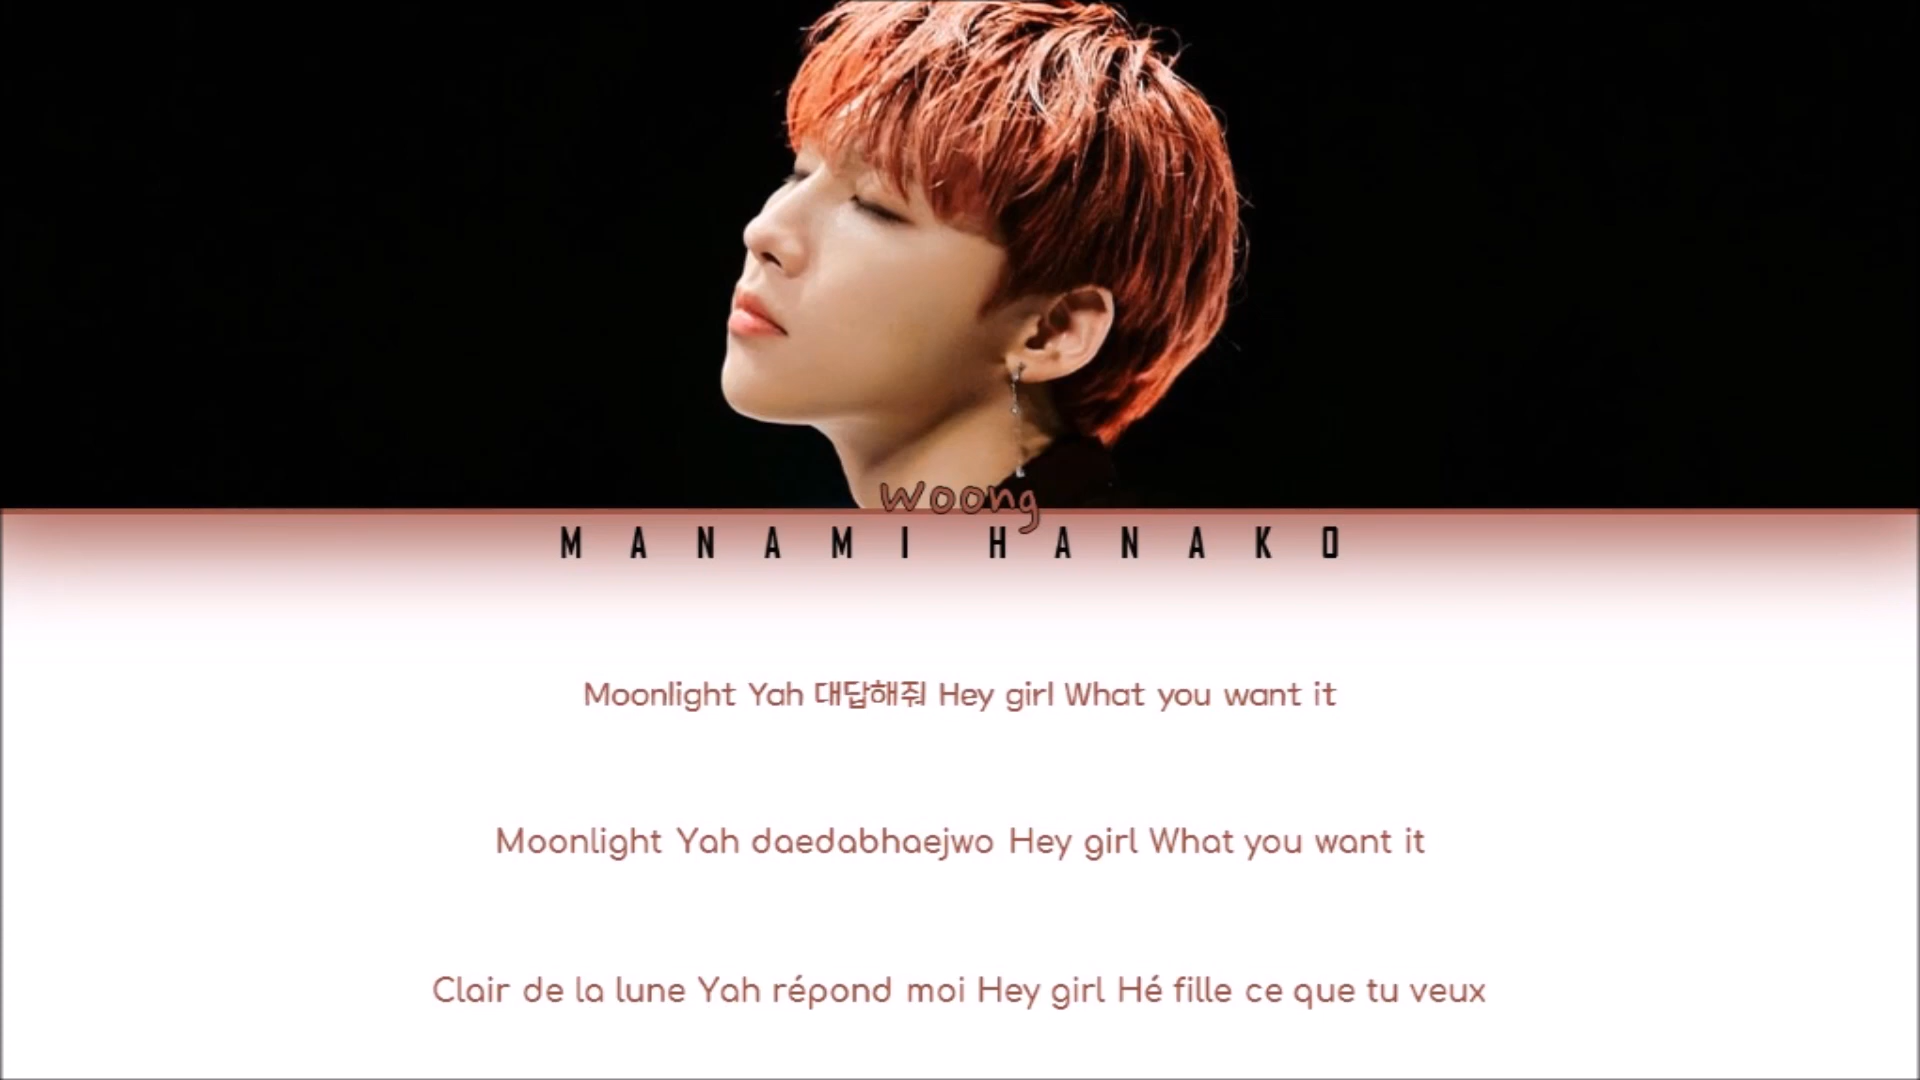 Woong
MANAMI HANAKO
Moonlight Yah 대답해줘 Hey girl What you want it
Moonlight Yah daedabhaejwo Hey girl What you want it
Clair de la lune Yah répond moi Hey girl Hé fille ce que tu veux